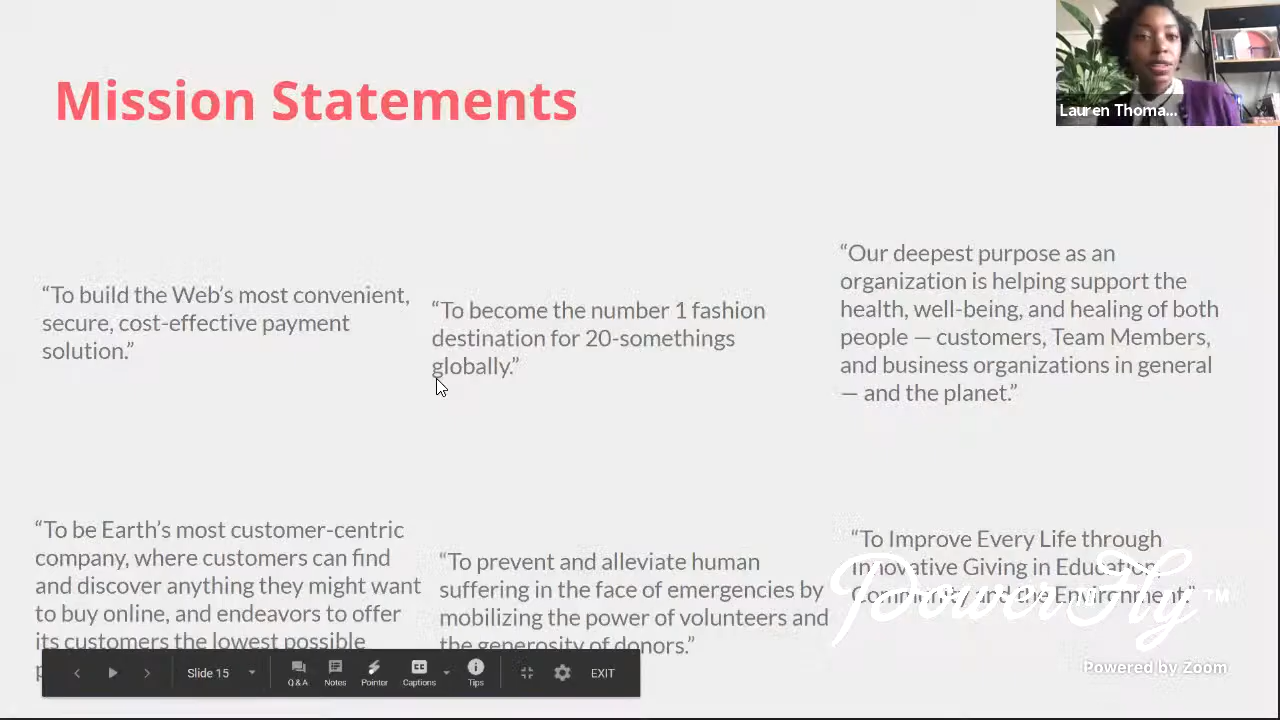 Mission Statements
Lauren Thoma...
“To build the Web’s most convenient,
secure, cost-effective payment
solution.”
“To become the number 1 fashion
destination for 20-somethings
globally.”
“Our deepest purpose as an
organization is helping support the
health, well-being, and healing of both
people — customers, Team Members,
and business organizations in general
— and the planet.”
“To be Earth’s most customer-centric
company, where customers can find
and discover anything they might want
to buy online, and endeavors to offer
its customers the lowest possible
“To prevent and alleviate human
suffering in the face of emergencies by
mobilizing the power of volunteers and
the generosity of donors.”
“To Improve Every Life through
Innovative Giving in Education,
Community and the Environment.”
PowerToFly™
Powered by Zoom
Slide 15
Q&A
Notes
Pointer
Captions
Tips
EXIT